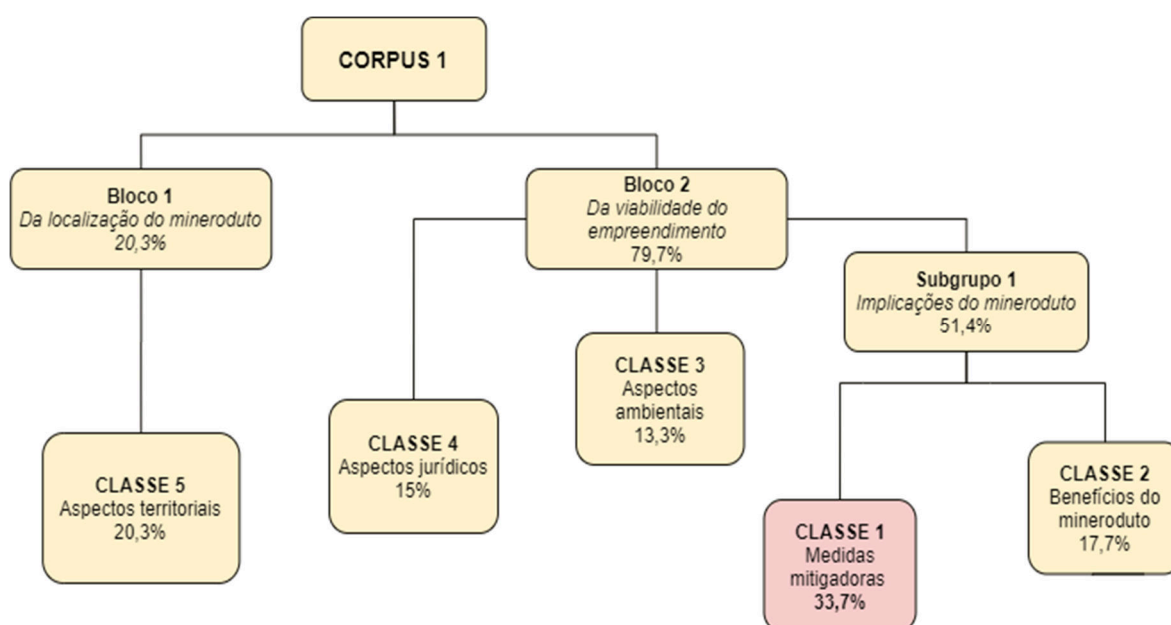 CORPUS 1
Bloco 1
Da localização do mineroduto
20,3%
Bloco 2
Da viabilidade do
empreendimento
79,7%
Subgrupo 1
Implicações do mineroduto
51,4%
CLASSE 3
Aspectos
ambientais
13,3%
CLASSE 4
Aspectos jurídicos
15%
CLASSE 5
Aspectos territoriais
20,3%
CLASSE 1
Medidas
mitigadoras
33,7%
CLASSE 2
Benefícios do
mineroduto
17,7%